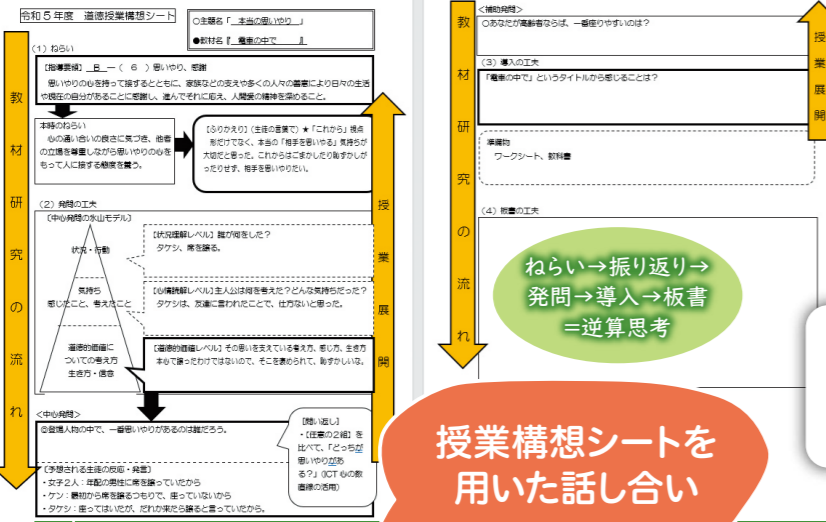 令和5年度 道徳授業構想シート
○主題名「 本当の思いやり 」
●教材名『 電車の中で 』
教材研究の流れ
(1)ねらい
【指導要領】 B ー( 6 )思いやり、感謝
思いやりの心を持って接するとともに、家族などの支えや多くの人々の善意により日々の生活
や現在の自分があることに感謝し、進んでそれに応え、人間愛の精神を深めること。
本時のねらい
心の通い合いの良さに気づき、他者
の立場を尊重しながら思いやりの心を
もって人に接する態度を養う。
【ふりかえり】(生徒の言葉で)★「これから」視点
形だけでなく、本当の「相手を思いやる」気持ちが
大切だと思った。これからはごまかしたり恥ずかしが
ったりせず、相手を思いやりたい。
授業展開
(2)発問の工夫
〔中心発問の氷山モデル〕
状況・行動
【状況理解レベル】誰が何をした?
タケシ、席を譲る。
気持ち
感じたこと、考えたこと
【心情読解レベル】主人公は何を考えた?どんな気持ちだった?
タケシは、友達に言われたことで、仕方ないと思った。
道徳的価値に
ついての考え方
生き方・信念
【道徳的価値レベル】その思いを支えている考え方、感じ方、生き方
本心で譲ったわけではないので、そこを褒められて、恥ずかしいな。
<中心発問>
◎登場人物の中で、一番思いやりがあるのは誰だろう。
【予想される生徒の反応・発言】
・女子2人:年配の男性に席を譲っていたから
・ケン:最初から席を譲るつもりで、座っていないから
・タケシ:座ってはいたが、だれか来たら譲ると言っていたから。
【問い返し】
・【任意の2組】を
比べて、「どっちが
思いやりがあ
る?」(ICT 心の数
直線の活用)
教材研究の流れ
<補助発問>
○あなたが高齢者ならば、一番座りやすいのは?
(3)導入の工夫
「電車の中で」というタイトルから感じることは?
授業展開
準備物
ワークシート、教科書
(4)板書の工夫
ねらい→振り返り→
発問→導入→板書
=逆算思考
授業構想シートを
用いた話し合い